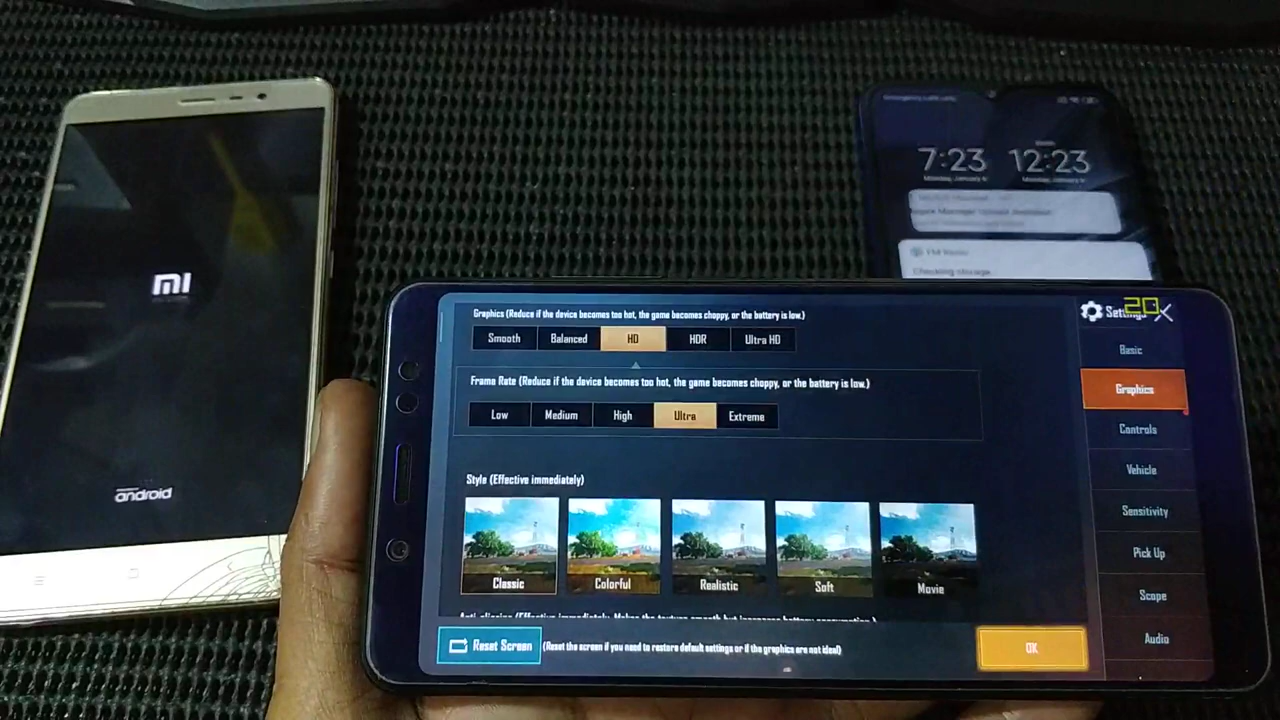 mi
android
7:23
12:23
Checking storage
Graphics (Reduce if the device becomes too hot, the game becomes choppy, or the battery is low.)
Smooth Balanced HD HDR Ultra HD
Frame Rate (Reduce if the device becomes too hot, the game becomes choppy, or the battery is low.)
Low Medium High Ultra Extreme
Style (Effective immediately)
Classic Colorful Realistic Soft Movie
Reset Screen (Reset the screen if you need to restore default settings or if the graphics are not ideal)
OK
20
Basic
Graphics
Controls
Vehicle
Sensitivity
Pick Up
Scope
Audio